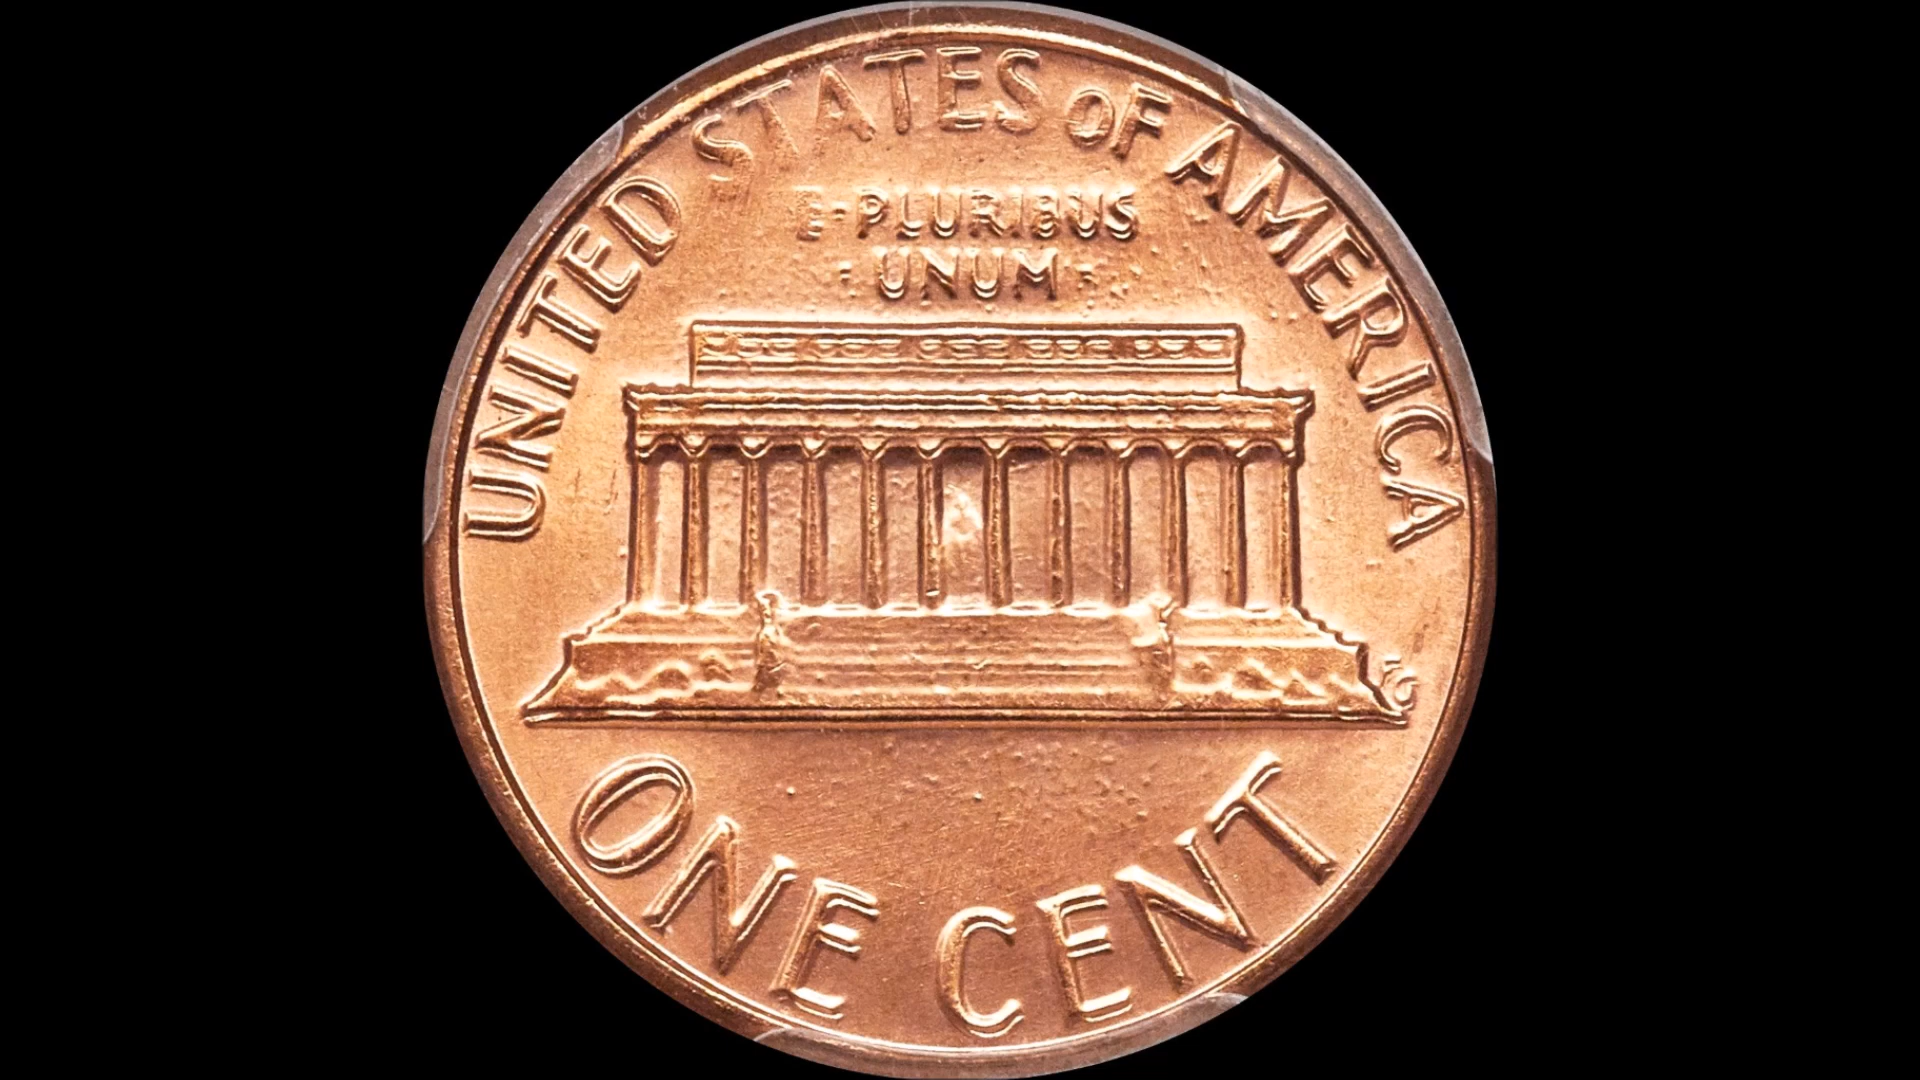 UNITED STATES OF AMERICA
E·PLURIBUS
·UNUM·
ONE CENT